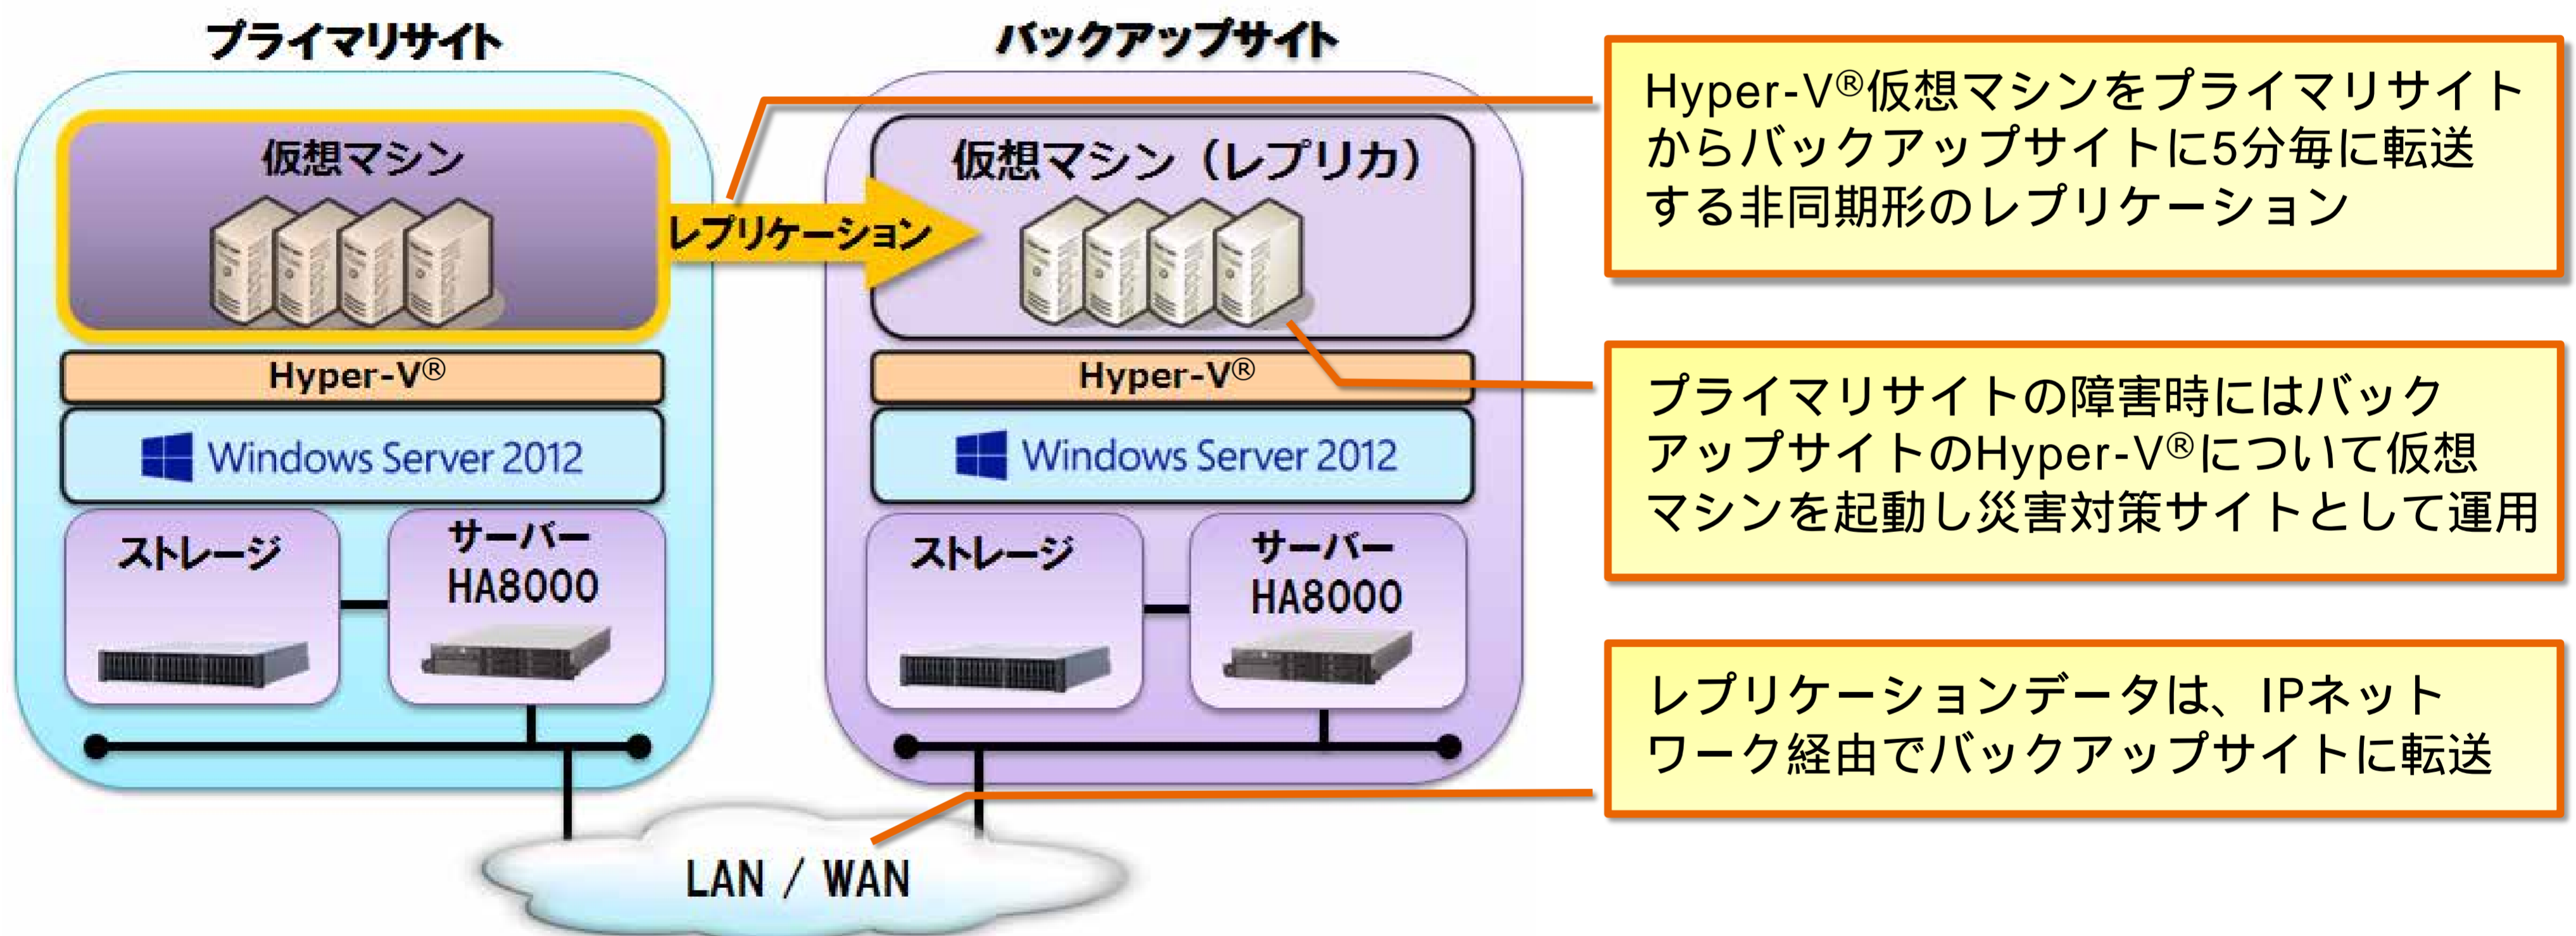 プライマリサイト
仮想マシン
レプリケーション
Hyper-V®
Windows Server 2012
ストレージ
サーバー
HA8000
バックアップサイト
仮想マシン（レプリカ）
Hyper-V®
Windows Server 2012
ストレージ
サーバー
HA8000
LAN / WAN
Hyper-V®仮想マシンをプライマリサイト
からバックアップサイトに5分毎に転送
する非同期形のレプリケーション
プライマリサイトの障害時にはバック
アップサイトのHyper-V®について仮想
マシンを起動し災害対策サイトとして運用
レプリケーションデータは、IPネット
ワーク経由でバックアップサイトに転送